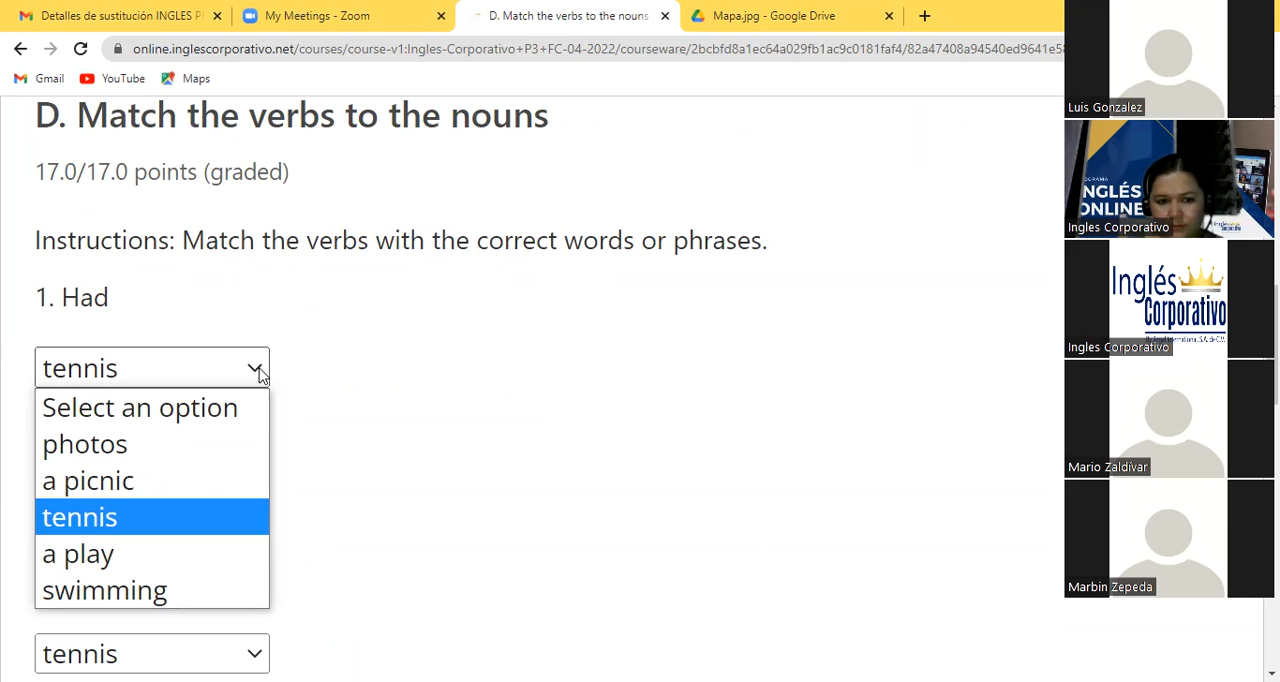 Detalles de sustitución INGLES P
My Meetings - Zoom
D. Match the verbs to the nouns
Mapa.jpg - Google Drive
online.inglescorporativo.net/courses/course-v1:Ingles-Corporativo+P3+FC-04-2022/courseware/2bcbfd8a1ec64a029fb1ac9c0181faf4/82a47408a94540ed9641e58
Gmail
YouTube
Maps
D. Match the verbs to the nouns
17.0/17.0 points (graded)
Instructions: Match the verbs with the correct words or phrases.
1. Had
tennis
Select an option
photos
a picnic
tennis
a play
swimming
tennis
Luis Gonzalez
INGLÉS
ONLINE
Ingles Corporativo
Inglés
Corporativo
Ingles Corporativo
Mario Zaldívar
Marbin Zepeda